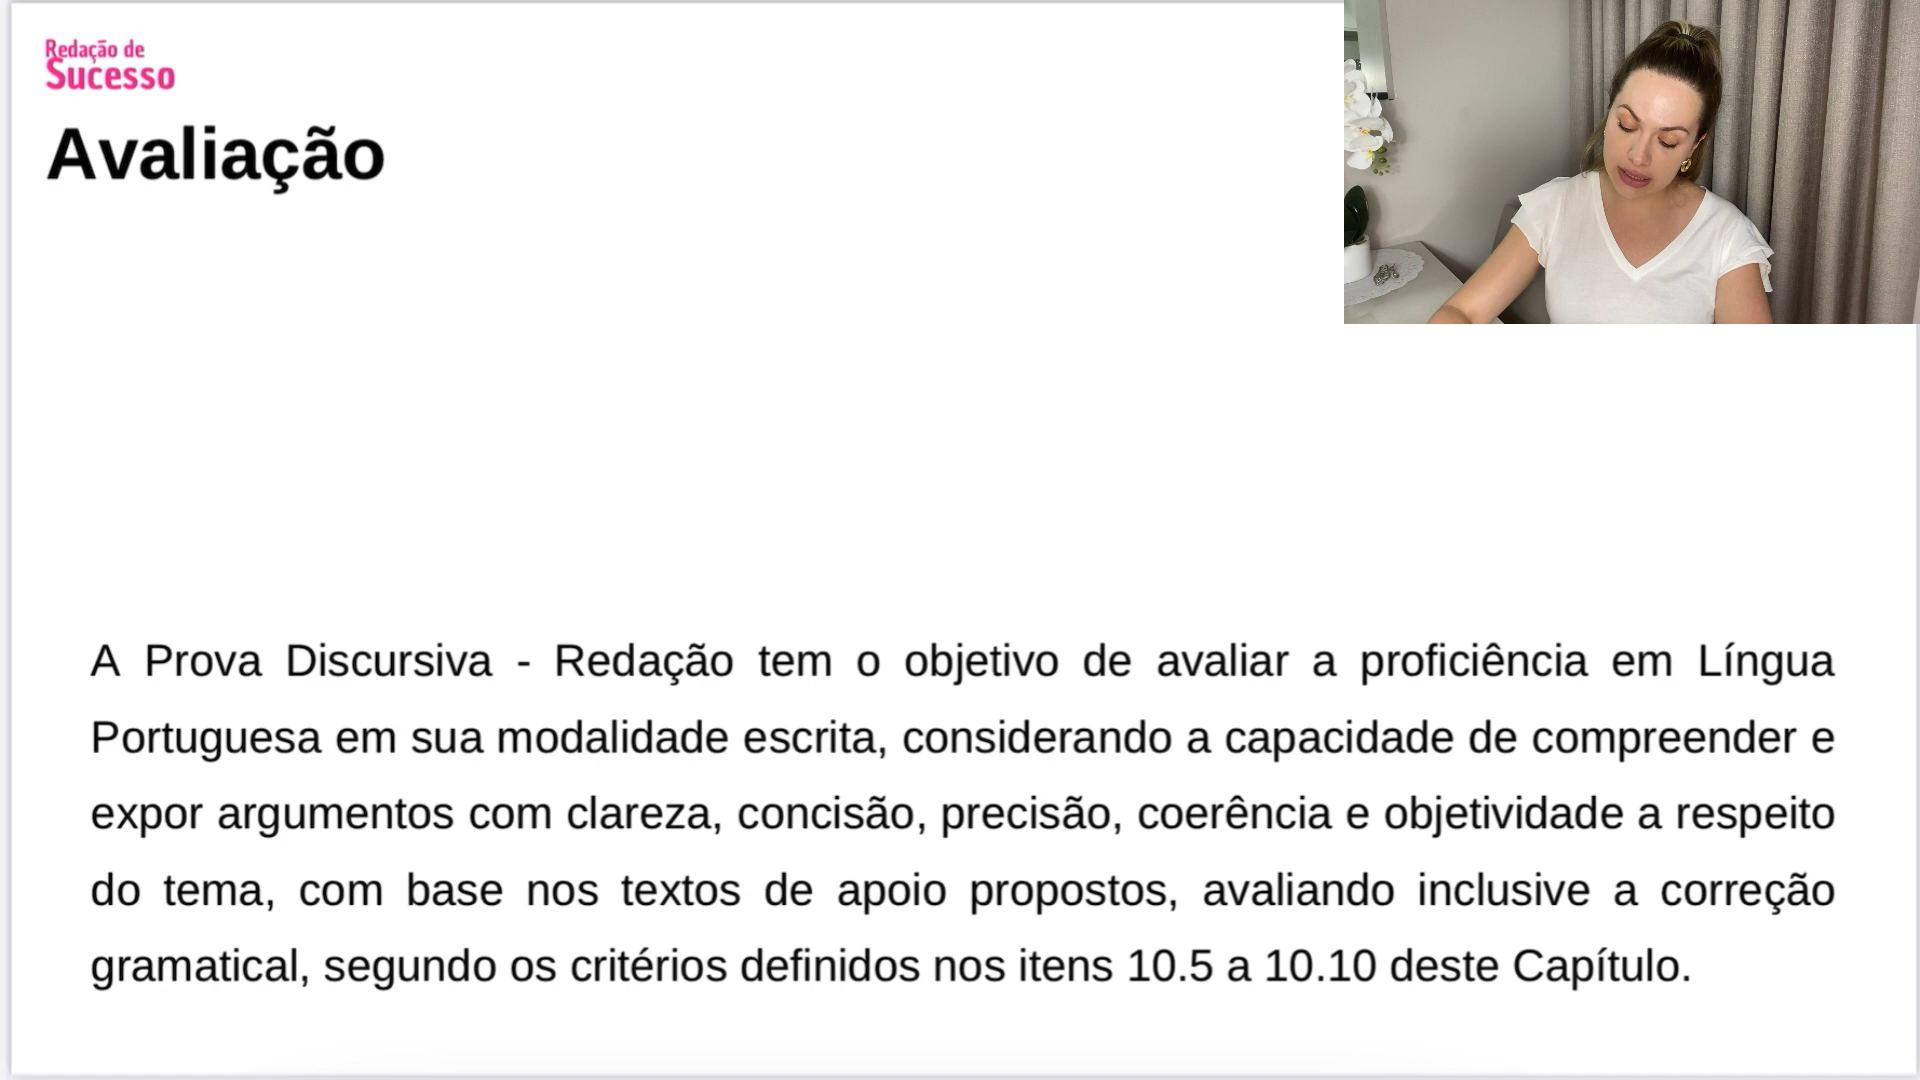 Redação de
Sucesso
Avaliação
A Prova Discursiva - Redação tem o objetivo de avaliar a proficiência em Língua
Portuguesa em sua modalidade escrita, considerando a capacidade de compreender e
expor argumentos com clareza, concisão, precisão, coerência e objetividade a respeito
do tema, com base nos textos de apoio propostos, avaliando inclusive a correção
gramatical, segundo os critérios definidos nos itens 10.5 a 10.10 deste Capítulo.